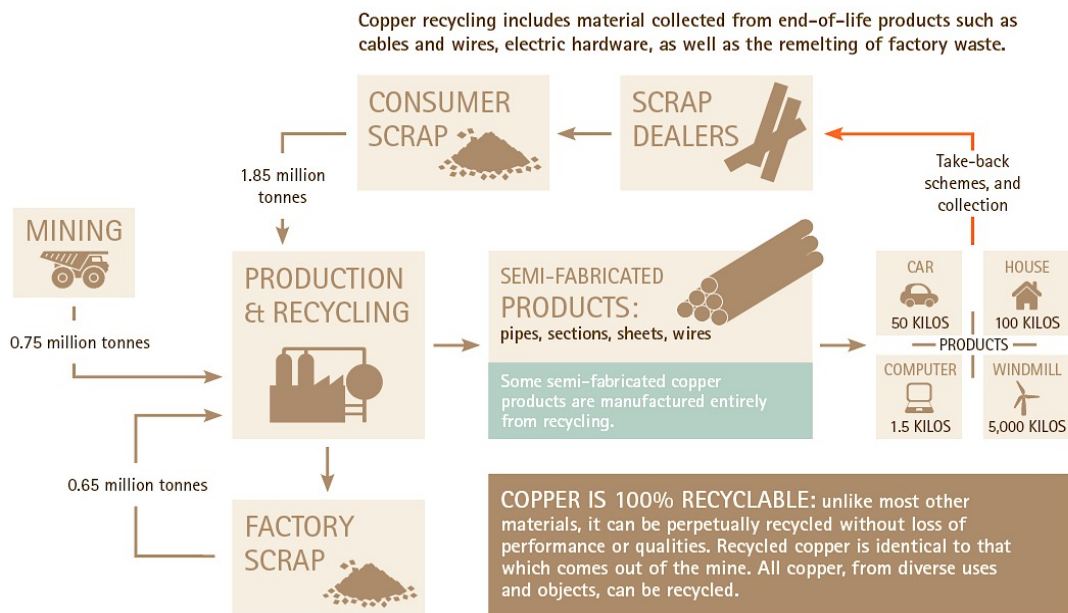 Copper recycling includes material collected from end-of-life products such as
cables and wires, electric hardware, as well as the remelting of factory waste.
CONSUMER
SCRAP
SCRAP
DEALERS
1.85 million
tonnes
Take-back
schemes, and
collection
MINING
0.75 million tonnes
PRODUCTION
& RECYCLING
SEMI-FABRICATED
PRODUCTS:
pipes, sections, sheets, wires
Some semi-fabricated copper
products are manufactured entirely
from recycling.
CAR
50 KILOS
HOUSE
100 KILOS
PRODUCTS
COMPUTER
1.5 KILOS
WINDMILL
5,000 KILOS
0.65 million tonnes
FACTORY
SCRAP
COPPER IS 100% RECYCLABLE: unlike most other
materials, it can be perpetually recycled without loss of
performance or qualities. Recycled copper is identical to that
which comes out of the mine. All copper, from diverse uses
and objects, can be recycled.